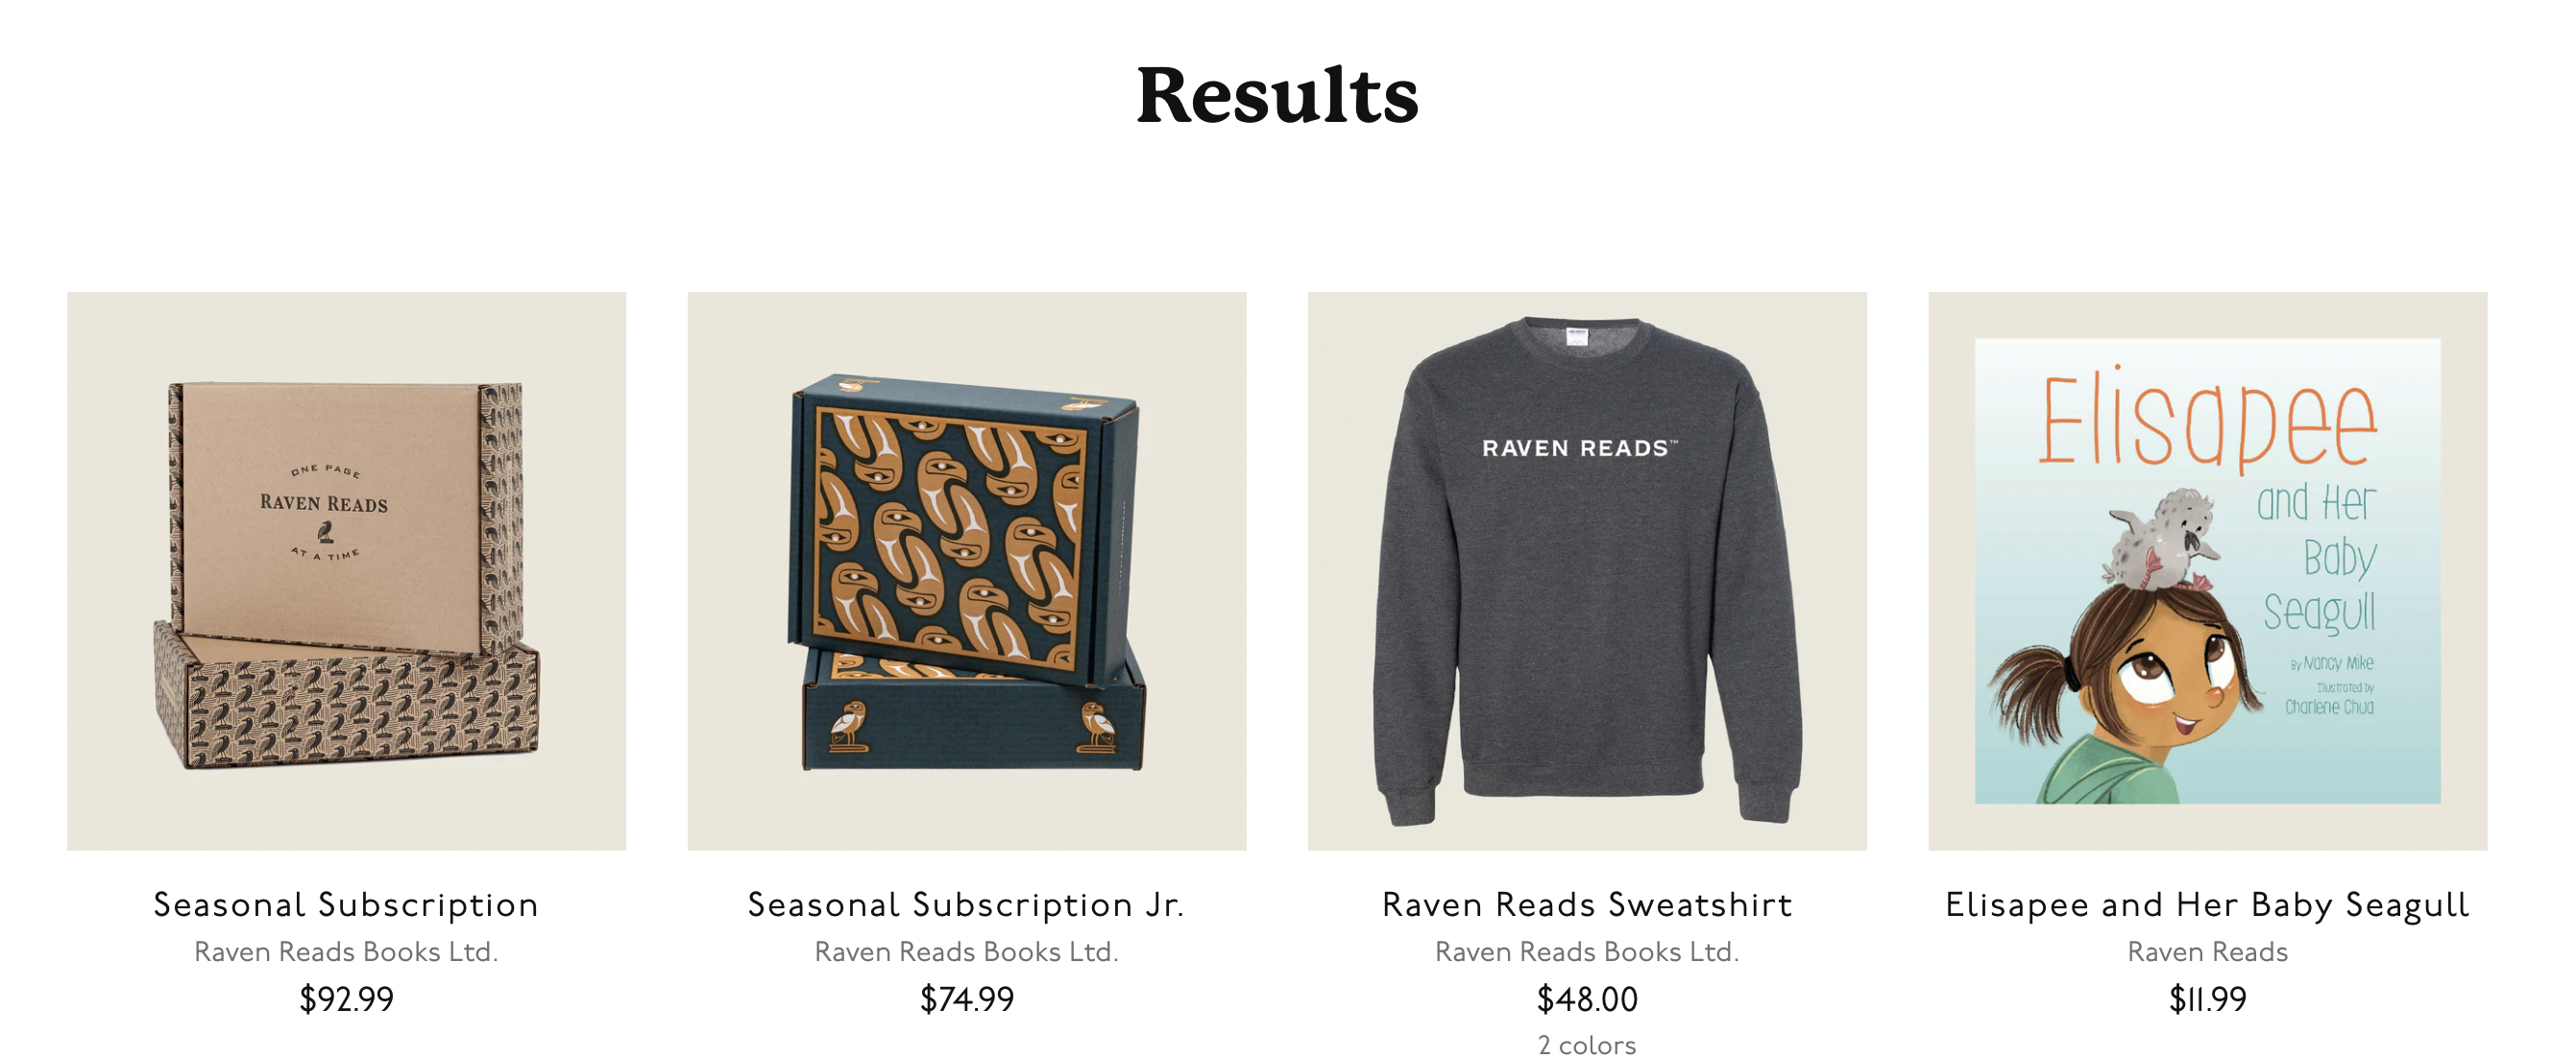 Results
ONE PAGE
RAVEN READS
AT A TIME
RAVEN READS™
Elisapee
and Her
Baby
Seagull
By Nancy Mike
Illustrated by
Charlene Chua
Seasonal Subscription
Raven Reads Books Ltd.
$92.99
Seasonal Subscription Jr.
Raven Reads Books Ltd.
$74.99
Raven Reads Sweatshirt
Raven Reads Books Ltd.
$48.00
2 colors
Elisapee and Her Baby Seagull
Raven Reads
$11.99